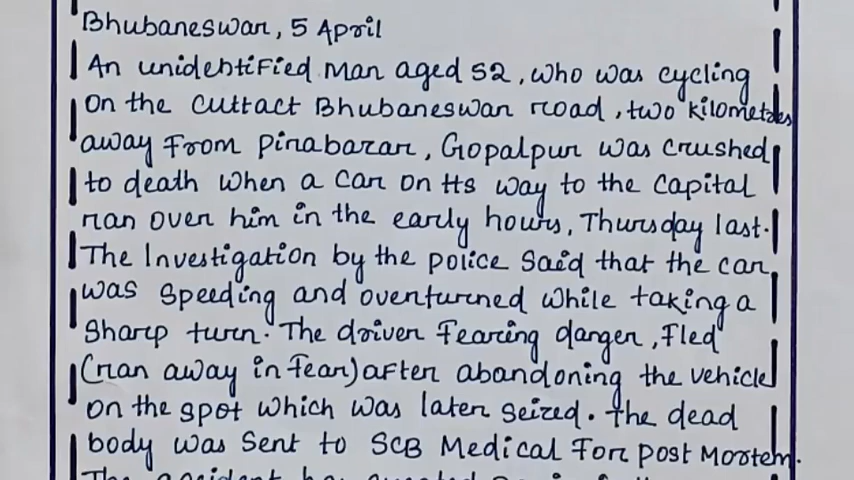 Bhubaneswar, 5 April
An unidentified man aged 52, who was cycling
on the Cuttact Bhubaneswar road, two kilometres
away from Pirabazar, Gopalpur was crushed
to death when a car on its way to the capital
ran over him in the early hours, Thursday last.
The Investigation by the police said that the car
was speeding and overturned while taking a
sharp turn. The driver fearing danger, fled
(ran away in fear) after abandoning the vehicle
on the spot which was later seized. the dead
body was sent to SCB Medical For post Mortem.
The accident